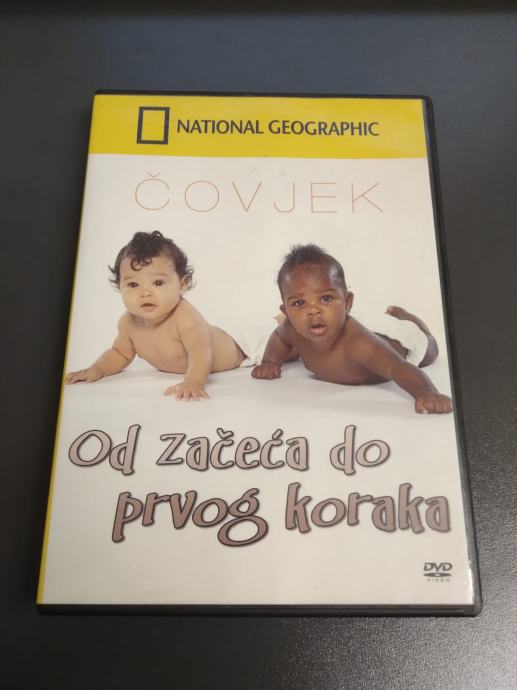 NATIONAL GEOGRAPHIC
ČOVJEK
Od začeća do
prvog koraka
DVD
VIDEO